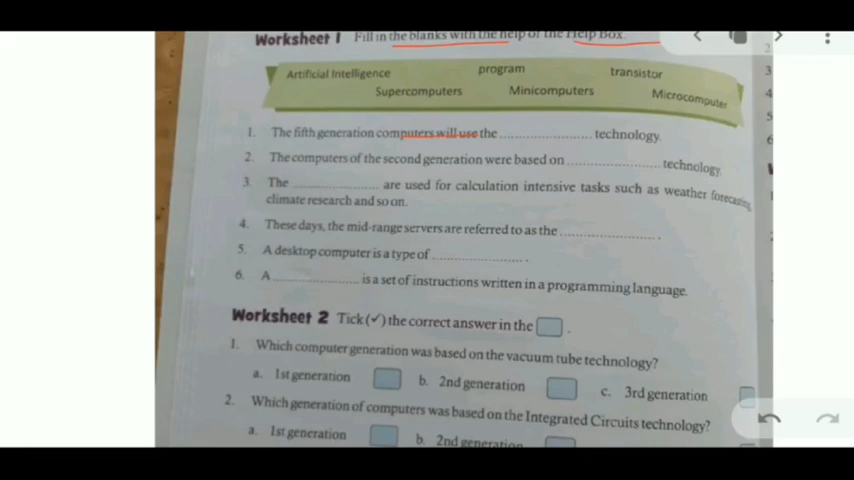 Worksheet 1 Fill in the blanks with the help of the Help Box.
Artificial Intelligence program transistor
Supercomputers Minicomputers Microcomputer
1. The fifth generation computers will use the .......................... technology.
2. The computers of the second generation were based on .......................... technology.
3. The ........................ are used for calculation intensive tasks such as weather forecasting,
climate research and so on.
4. These days, the mid-range servers are referred to as the .......................... .
5. A desktop computer is a type of .......................... .
6. A ........................ is a set of instructions written in a programming language.
Worksheet 2 Tick (✓) the correct answer in the .
1. Which computer generation was based on the vacuum tube technology?
a. 1st generation b. 2nd generation c. 3rd generation
2. Which generation of computers was based on the Integrated Circuits technology?
a. 1st generation b. 2nd generation
2
3
4
5
6